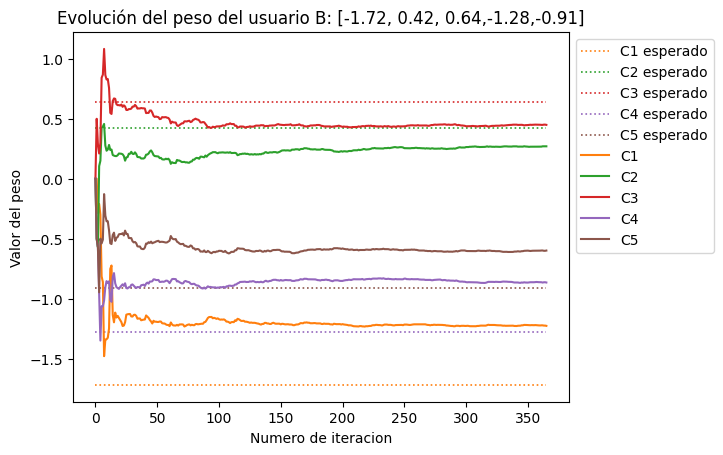 Evolución del peso del usuario B: [-1.72, 0.42, 0.64,-1.28,-0.91]
1.0
0.5
0.0
−0.5
−1.0
−1.5
Valor del peso
0 50 100 150 200 250 300 350
Numero de iteracion
C1 esperado
C2 esperado
C3 esperado
C4 esperado
C5 esperado
C1
C2
C3
C4
C5